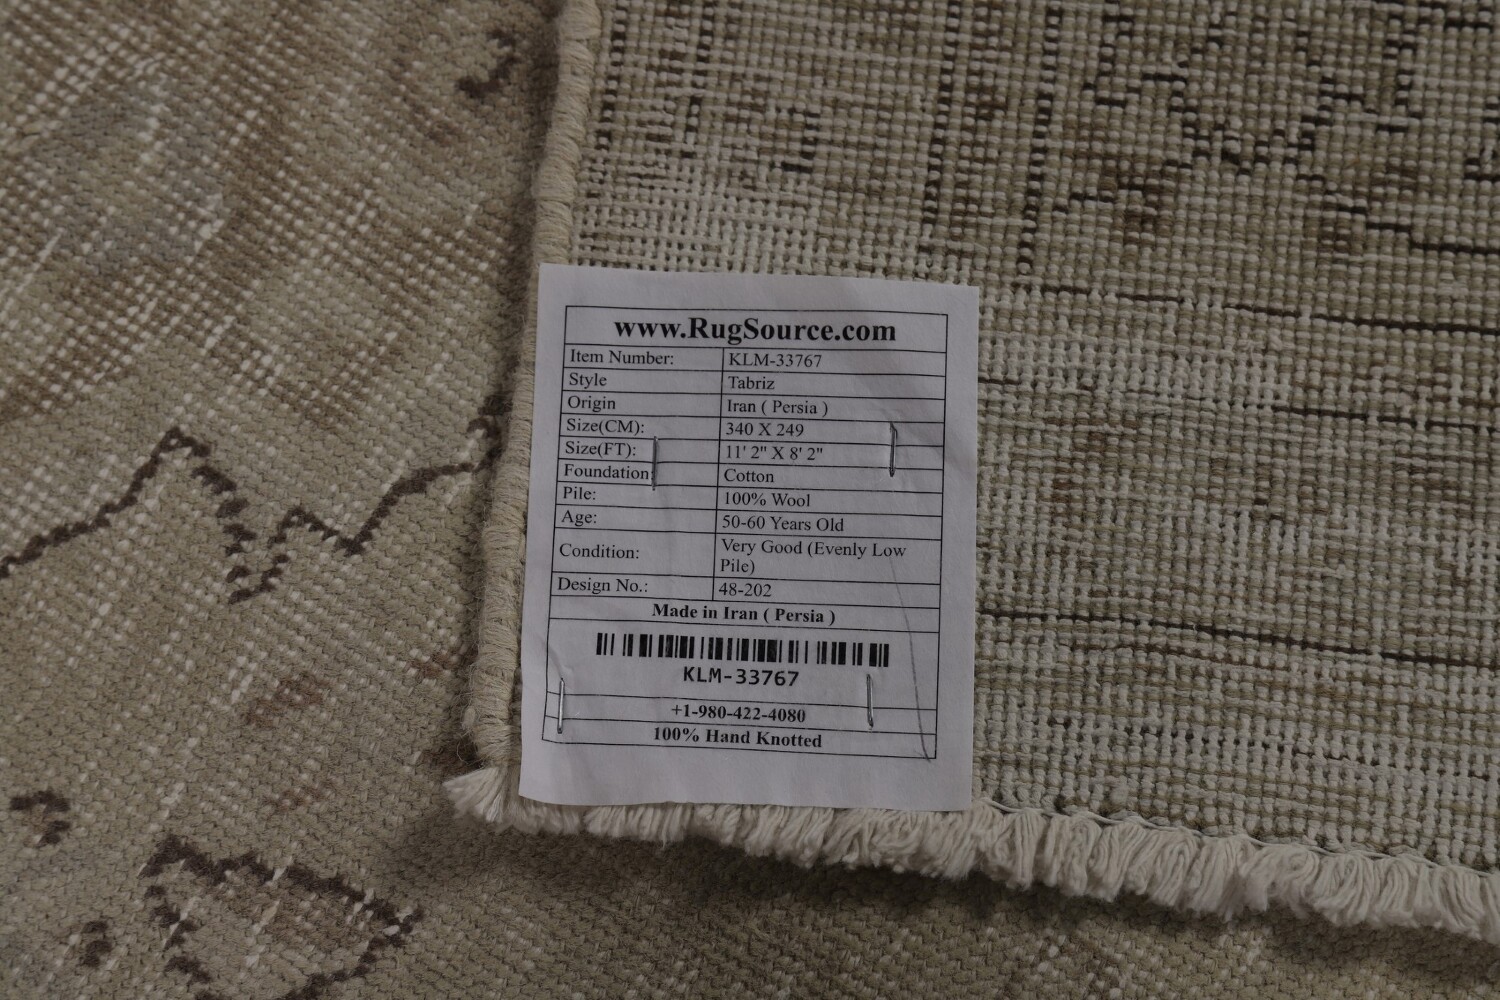 www.RugSource.com
Item Number: KLM-33767
Style Tabriz
Origin Iran ( Persia )
Size(CM): 340 X 249
Size(FT): 11' 2" X 8' 2"
Foundation: Cotton
Pile: 100% Wool
Age: 50-60 Years Old
Condition: Very Good (Evenly Low
Pile)
Design No.: 48-202
Made in Iran ( Persia )
KLM-33767
+1-980-422-4080
100% Hand Knotted